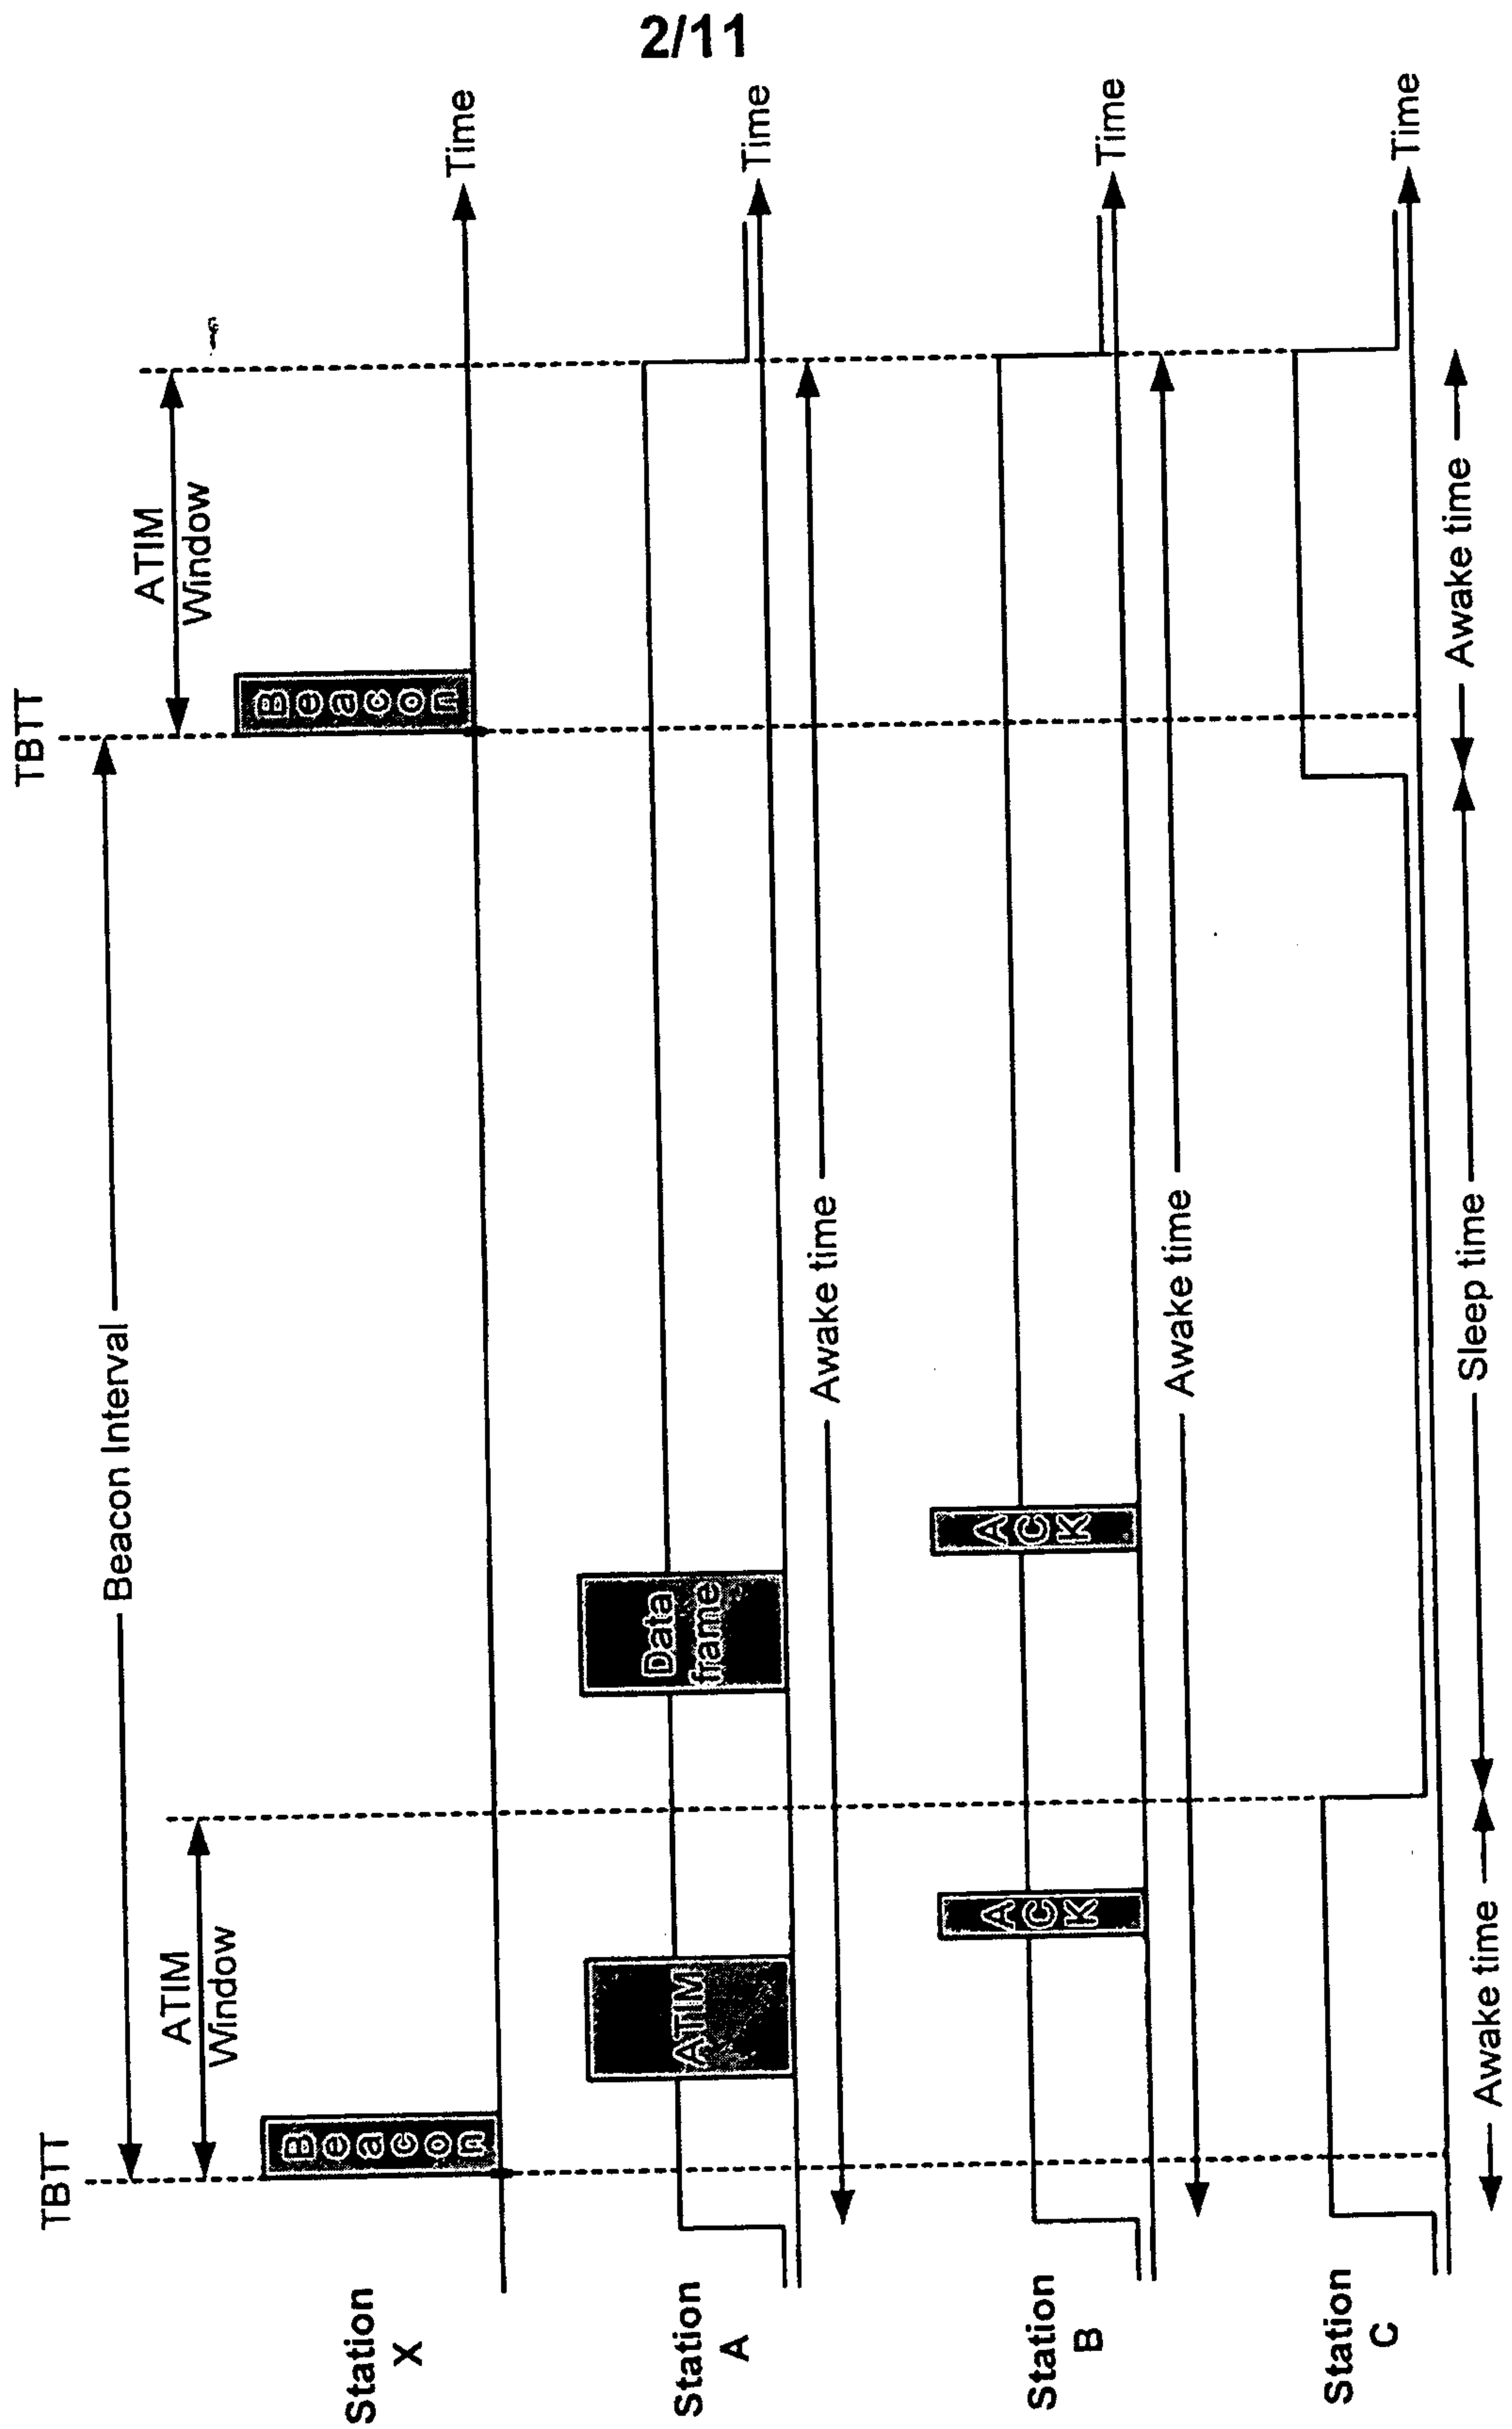 2/11
TBTT
TBTT
Beacon Interval
ATIM
Window
ATIM
Window
Station
X
Beacon
Beacon
Time
Station
A
ATIM
Data
frame
Time
Awake time
Station
B
ACK
ACK
Time
Awake time
Station
C
Time
Awake time
Sleep time
Awake time